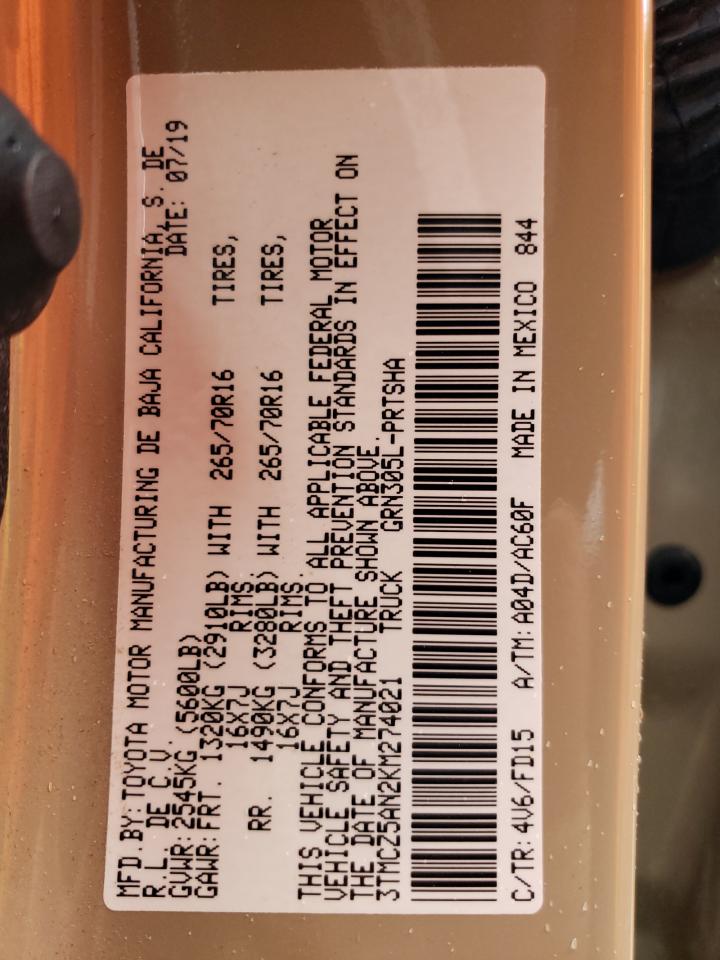 MFD.BY:TOYOTA MOTOR MANUFACTURING DE BAJA CALIFORNIA, S. DE
R.L. DE C.V. DATE: 07/19
GVWR:2545KG (5600LB)
GAWR:FRT. 1320KG (2910LB) WITH 265/70R16 TIRES,
16X7J RIMS.
RR. 1490KG (3280LB) WITH 265/70R16 TIRES,
16X7J RIMS.
THIS VEHICLE CONFORMS TO ALL APPLICABLE FEDERAL MOTOR
VEHICLE SAFETY AND THEFT PREVENTION STANDARDS IN EFFECT ON
THE DATE OF MANUFACTURE SHOWN ABOVE.
3TMCZ5AN2KM274021 TRUCK GRN305L-PRTSHA
C/TR:4V6/FD15 A/TM:A04D/AC60F MADE IN MEXICO 844